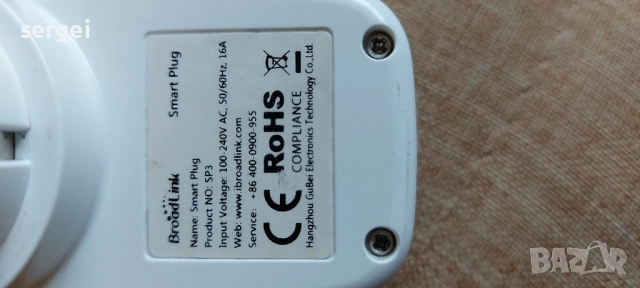 sergei
BroadLink Smart Plug
Name: Smart Plug
Product NO: SP3
Input Voltage: 100-240V AC, 50/60Hz, 16A
Web: www.ibroadlink.com
Service: +86 400-0900-955
CE RoHS
COMPLIANCE
Hangzhou GuBei Electronics Technology Co.,Ltd.
BAZAR
bg